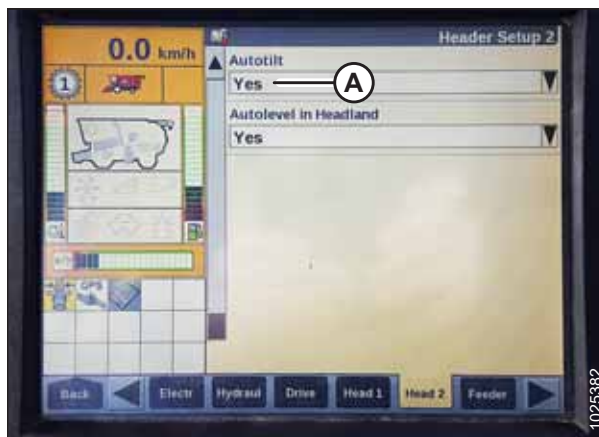 0.0 km/h
Header Setup 2
1
Autotilt
Yes
A
Autolevel in Headland
Yes
GPS
Back
Electr
Hydraul
Drive
Head 1
Head 2
Feeder
1025382